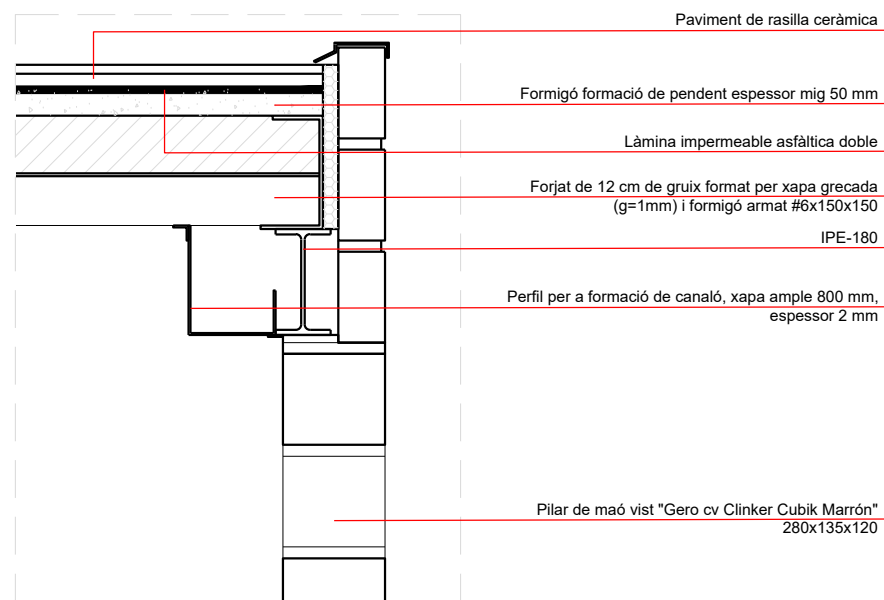 Paviment de rasilla ceràmica
Formigó formació de pendent espessor mig 50 mm
Làmina impermeable asfàltica doble
Forjat de 12 cm de gruix format per xapa grecada
(g=1mm) i formigó armat #6x150x150
IPE-180
Perfil per a formació de canaló, xapa ample 800 mm,
espessor 2 mm
Pilar de maó vist "Gero cv Clinker Cubik Marrón"
280x135x120